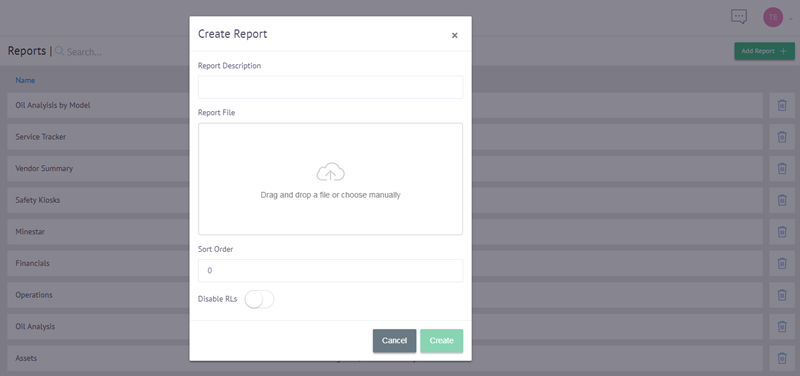 TE
Reports | Search...
Add Report +
Name
Oil Analyisis by Model
Service Tracker
Vendor Summary
Safety Kiosks
Minestar
Financials
Operations
Oil Analysis
Assets
Create Report ×
Report Description
Report File
Drag and drop a file or choose manually
Sort Order
0
Disable RLs
Cancel Create